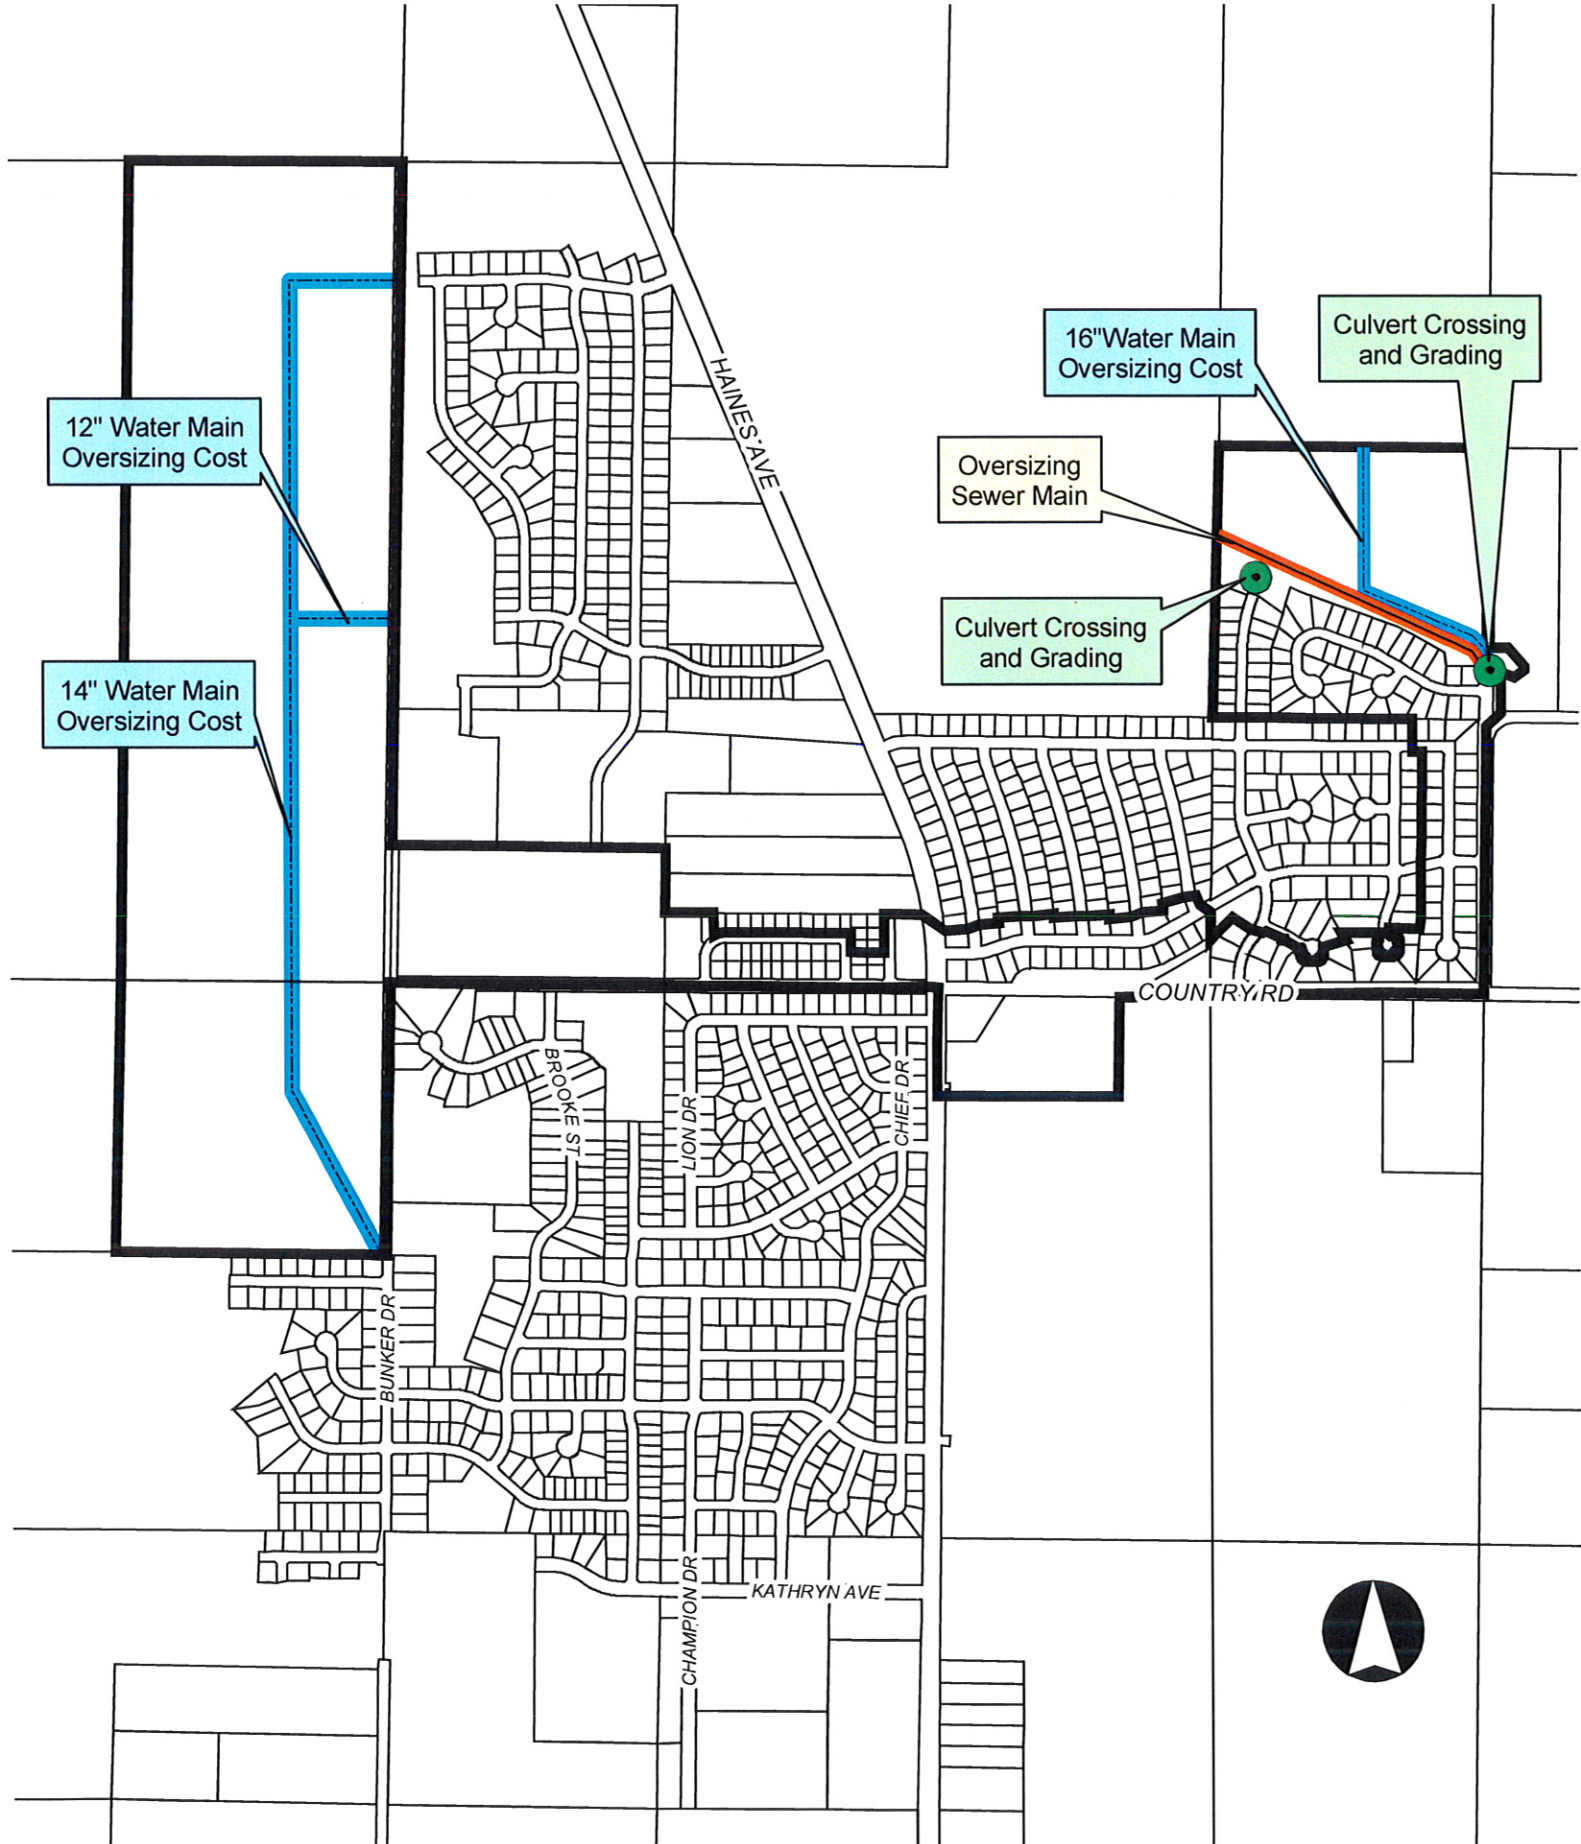 HAINES AVE
16"Water Main
Oversizing Cost
Culvert Crossing
and Grading
12" Water Main
Oversizing Cost
Oversizing
Sewer Main
Culvert Crossing
and Grading
14" Water Main
Oversizing Cost
COUNTRY RD
BROOKE ST
LION DR
CHIEF DR
BUNKER DR
CHAMPION DR
KATHRYN AVE